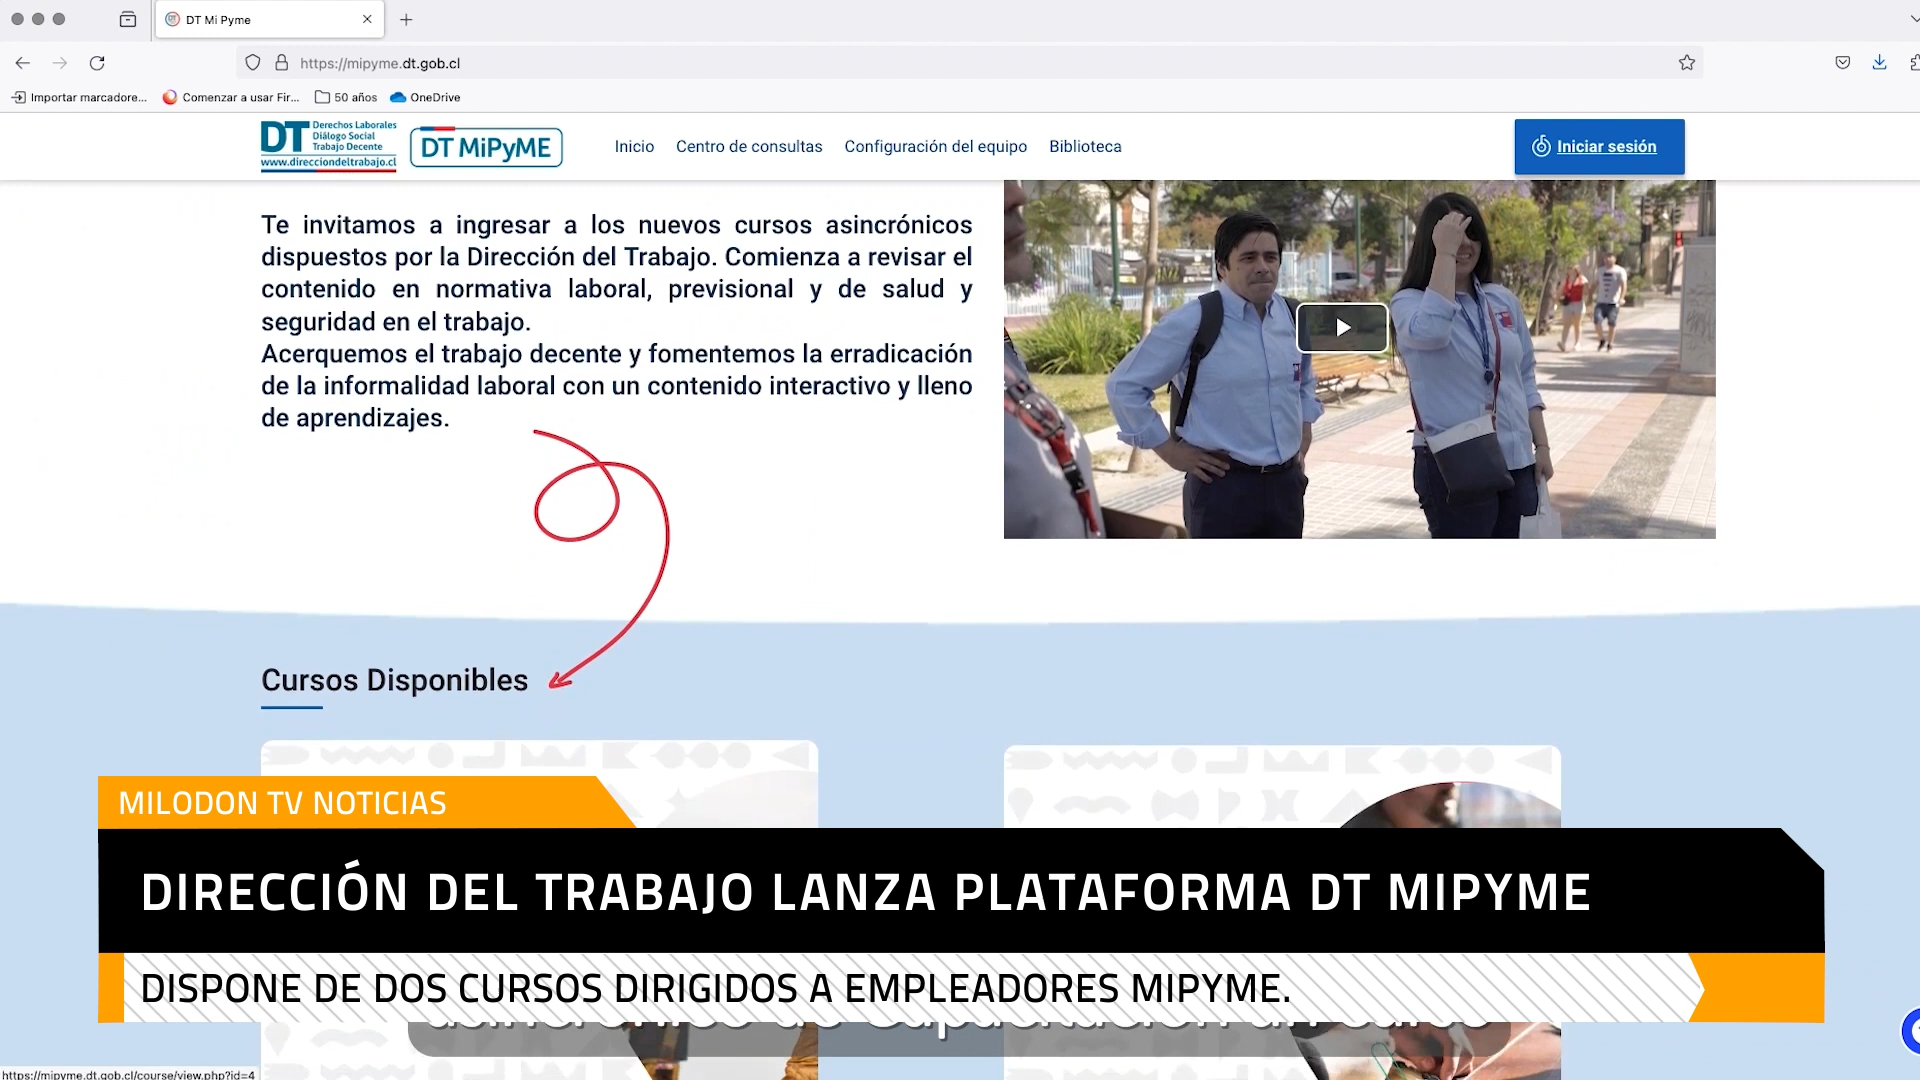 DT Mi Pyme
https://mipyme.dt.gob.cl
Importar marcadore...
Comenzar a usar Fir...
50 años
OneDrive
DT
Derechos Laborales
Diálogo Social
Trabajo Decente
www.direcciondeltrabajo.cl
DT MiPyME
Inicio
Centro de consultas
Configuración del equipo
Biblioteca
Iniciar sesión
Te invitamos a ingresar a los nuevos cursos asincrónicos
dispuestos por la Dirección del Trabajo. Comienza a revisar el
contenido en normativa laboral, previsional y de salud y
seguridad en el trabajo.
Acerquemos el trabajo decente y fomentemos la erradicación
de la informalidad laboral con un contenido interactivo y lleno
de aprendizajes.
Cursos Disponibles
MILODON TV NOTICIAS
DIRECCIÓN DEL TRABAJO LANZA PLATAFORMA DT MIPYME
DISPONE DE DOS CURSOS DIRIGIDOS A EMPLEADORES MIPYME.
https://mipyme.dt.gob.cl/course/view.php?id=4